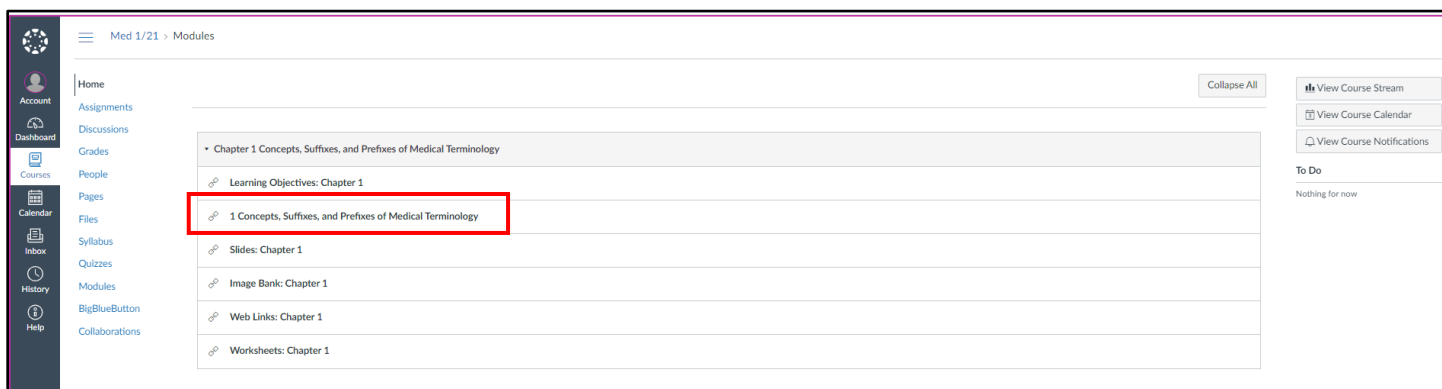 Med 1/21 > Modules
Account
Dashboard
Courses
Calendar
Inbox
History
Help
Home
Assignments
Discussions
Grades
People
Pages
Files
Syllabus
Quizzes
Modules
BigBlueButton
Collaborations
Collapse All
Chapter 1 Concepts, Suffixes, and Prefixes of Medical Terminology
Learning Objectives: Chapter 1
1 Concepts, Suffixes, and Prefixes of Medical Terminology
Slides: Chapter 1
Image Bank: Chapter 1
Web Links: Chapter 1
Worksheets: Chapter 1
View Course Stream
View Course Calendar
View Course Notifications
To Do
Nothing for now